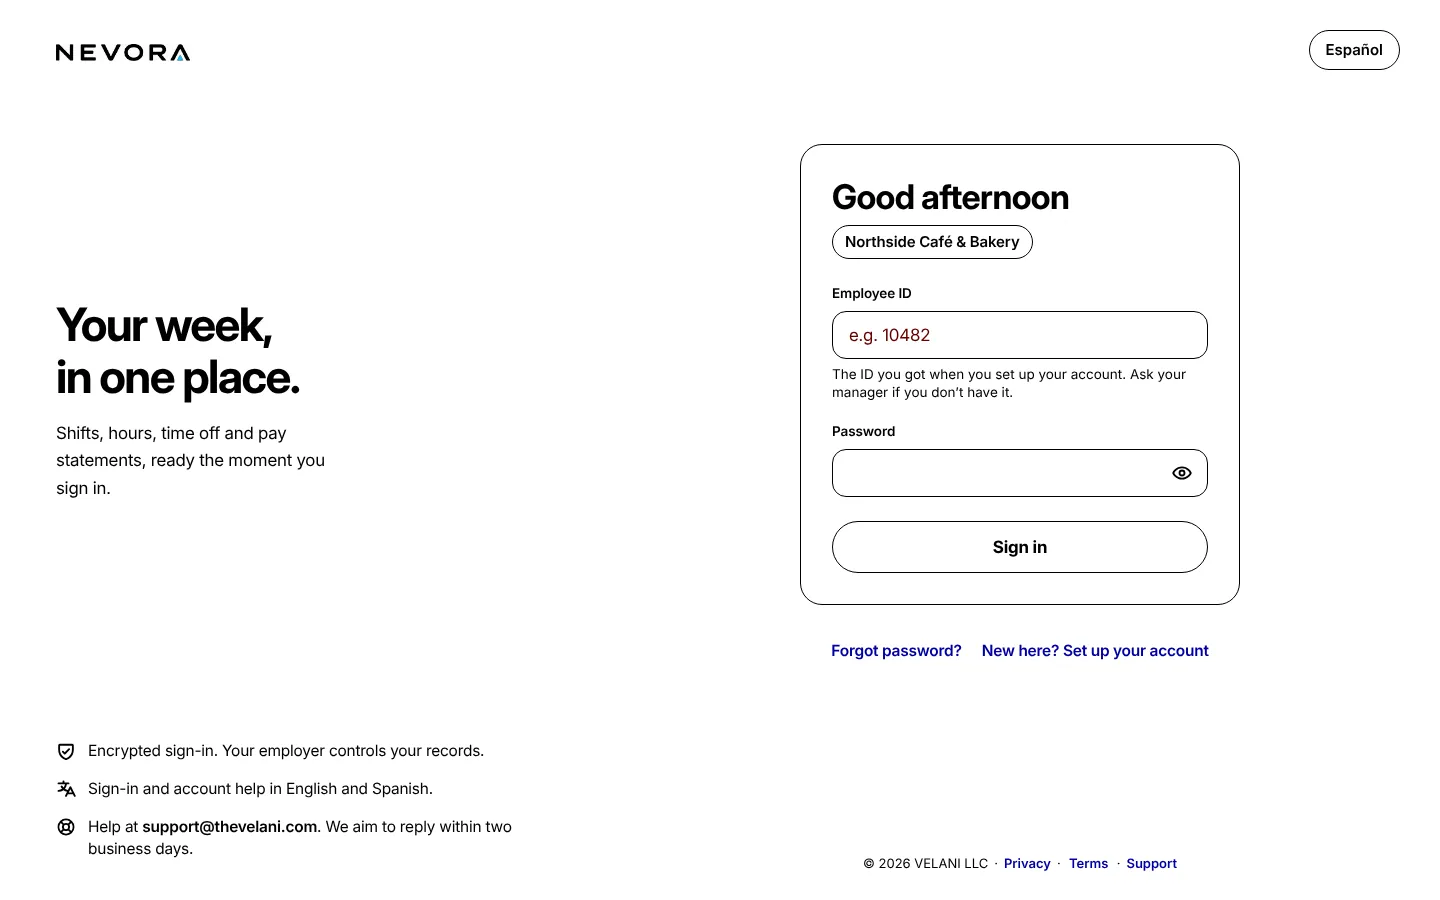 NEVORA
Español
Your week,
in one place.
Shifts, hours, time off and pay
statements, ready the moment you
sign in.
Encrypted sign-in. Your employer controls your records.
Sign-in and account help in English and Spanish.
Help at support@thevelani.com. We aim to reply within two
business days.
Good afternoon
Northside Café & Bakery
Employee ID
e.g. 10482
The ID you got when you set up your account. Ask your
manager if you don’t have it.
Password
Sign in
Forgot password? New here? Set up your account
© 2026 VELANI LLC · Privacy · Terms · Support